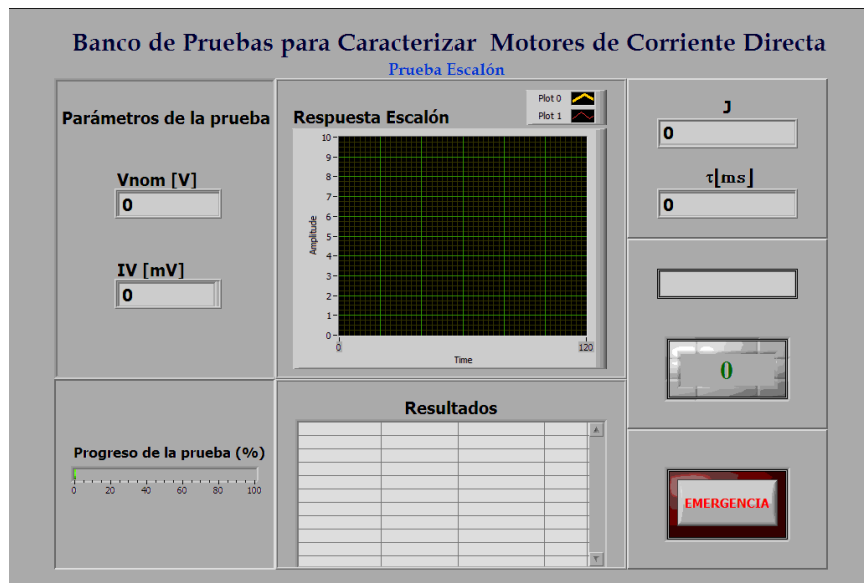 Banco de Pruebas para Caracterizar Motores de Corriente Directa
Prueba Escalón
Parámetros de la prueba
Vnom [V]
0
IV [mV]
0
Respuesta Escalón
Plot 0
Plot 1
10
9
8
7
6
5
4
3
2
1
0
Amplitude
0
120
Time
J
0
τ[ms]
0
0
Progreso de la prueba (%)
0 20 40 60 80 100
Resultados
EMERGENCIA